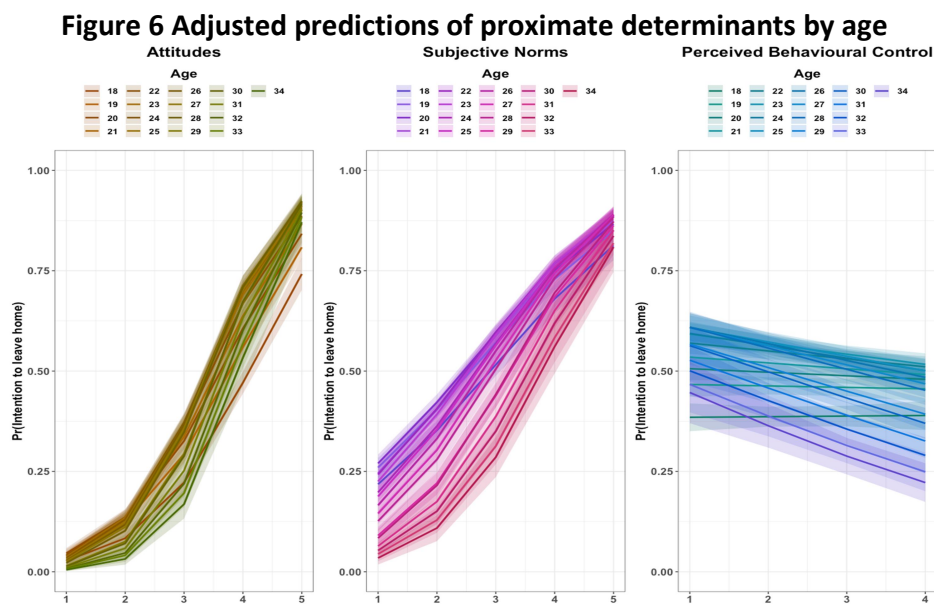 Figure 6 Adjusted predictions of proximate determinants by age
Attitudes
Age
18 22 26 30 34
19 23 27 31
20 24 28 32
21 25 29 33
Pr(Intention to leave home)
1.00
0.75
0.50
0.25
0.00
1 2 3 4 5
Subjective Norms
Age
18 22 26 30 34
19 23 27 31
20 24 28 32
21 25 29 33
Pr(Intention to leave home)
1.00
0.75
0.50
0.25
0.00
1 2 3 4 5
Perceived Behavioural Control
Age
18 22 26 30 34
19 23 27 31
20 24 28 32
21 25 29 33
Pr(Intention to leave home)
1.00
0.75
0.50
0.25
0.00
1 2 3 4